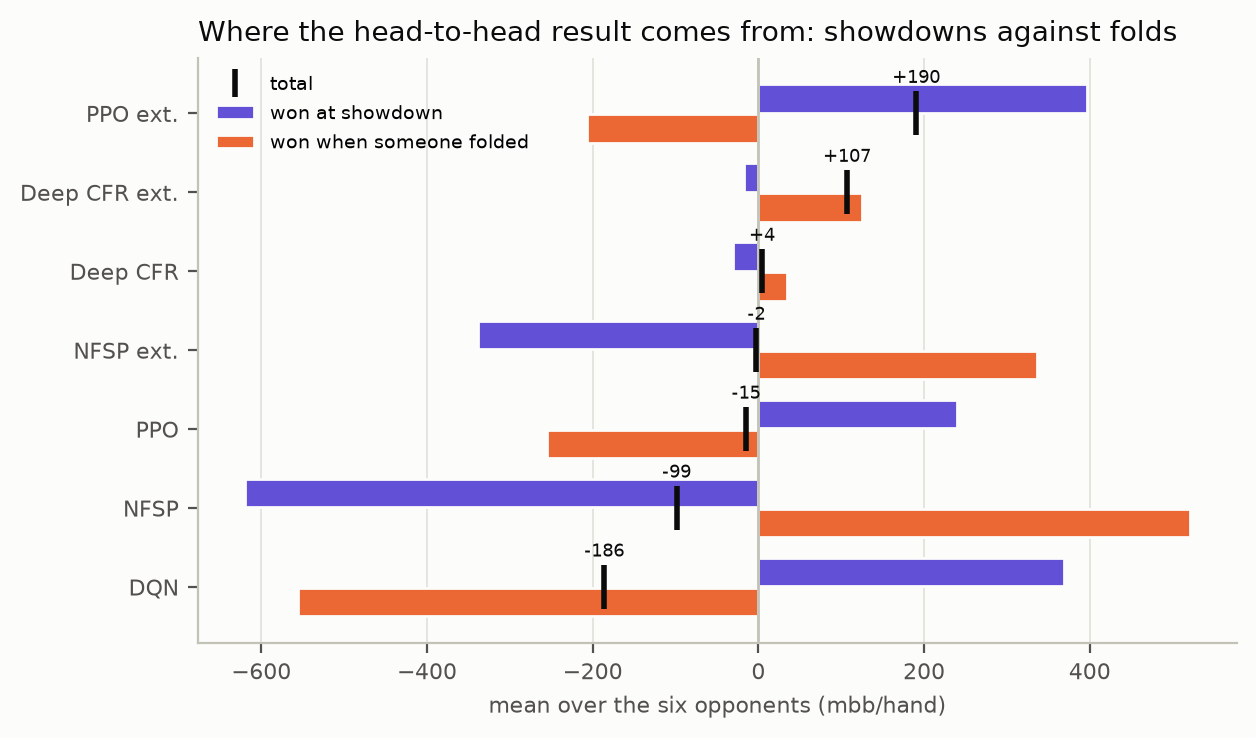 Where the head-to-head result comes from: showdowns against folds
total
won at showdown
won when someone folded
PPO ext.
+190
Deep CFR ext.
+107
Deep CFR
+4
NFSP ext.
-2
PPO
-15
NFSP
-99
DQN
-186
−600 −400 −200 0 200 400
mean over the six opponents (mbb/hand)